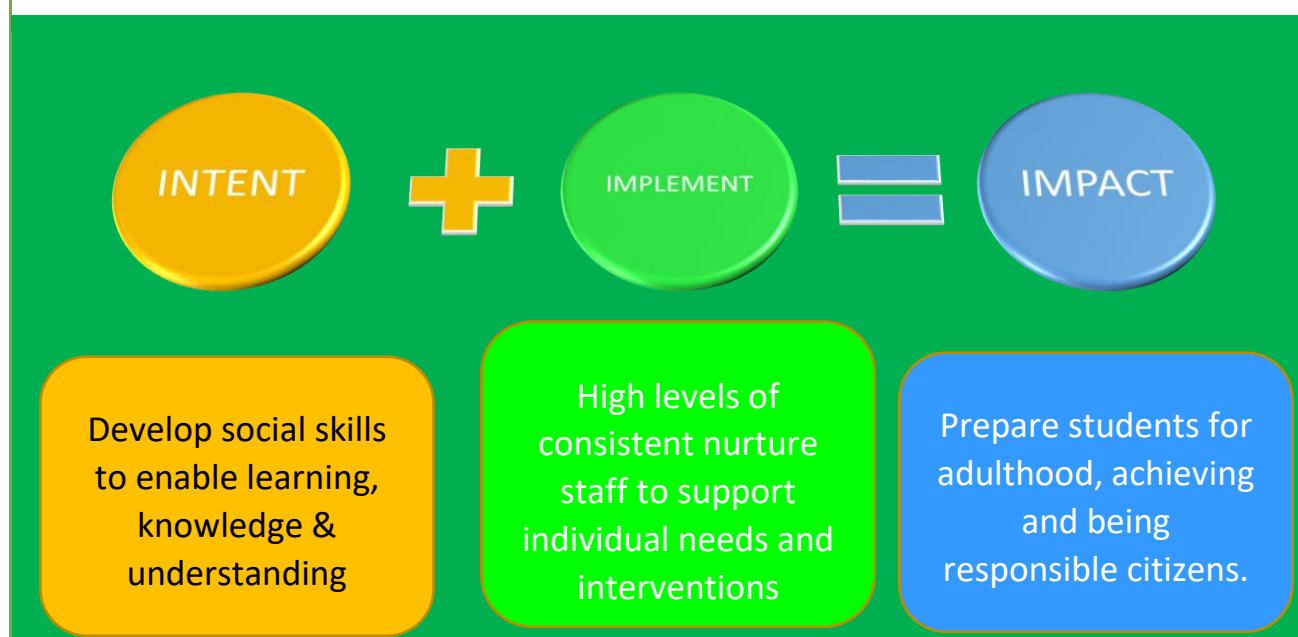 INTENT
+
IMPLEMENT
=
IMPACT
Develop social skills
to enable learning,
knowledge &
understanding
High levels of
consistent nurture
staff to support
individual needs and
interventions
Prepare students for
adulthood, achieving
and being
responsible citizens.